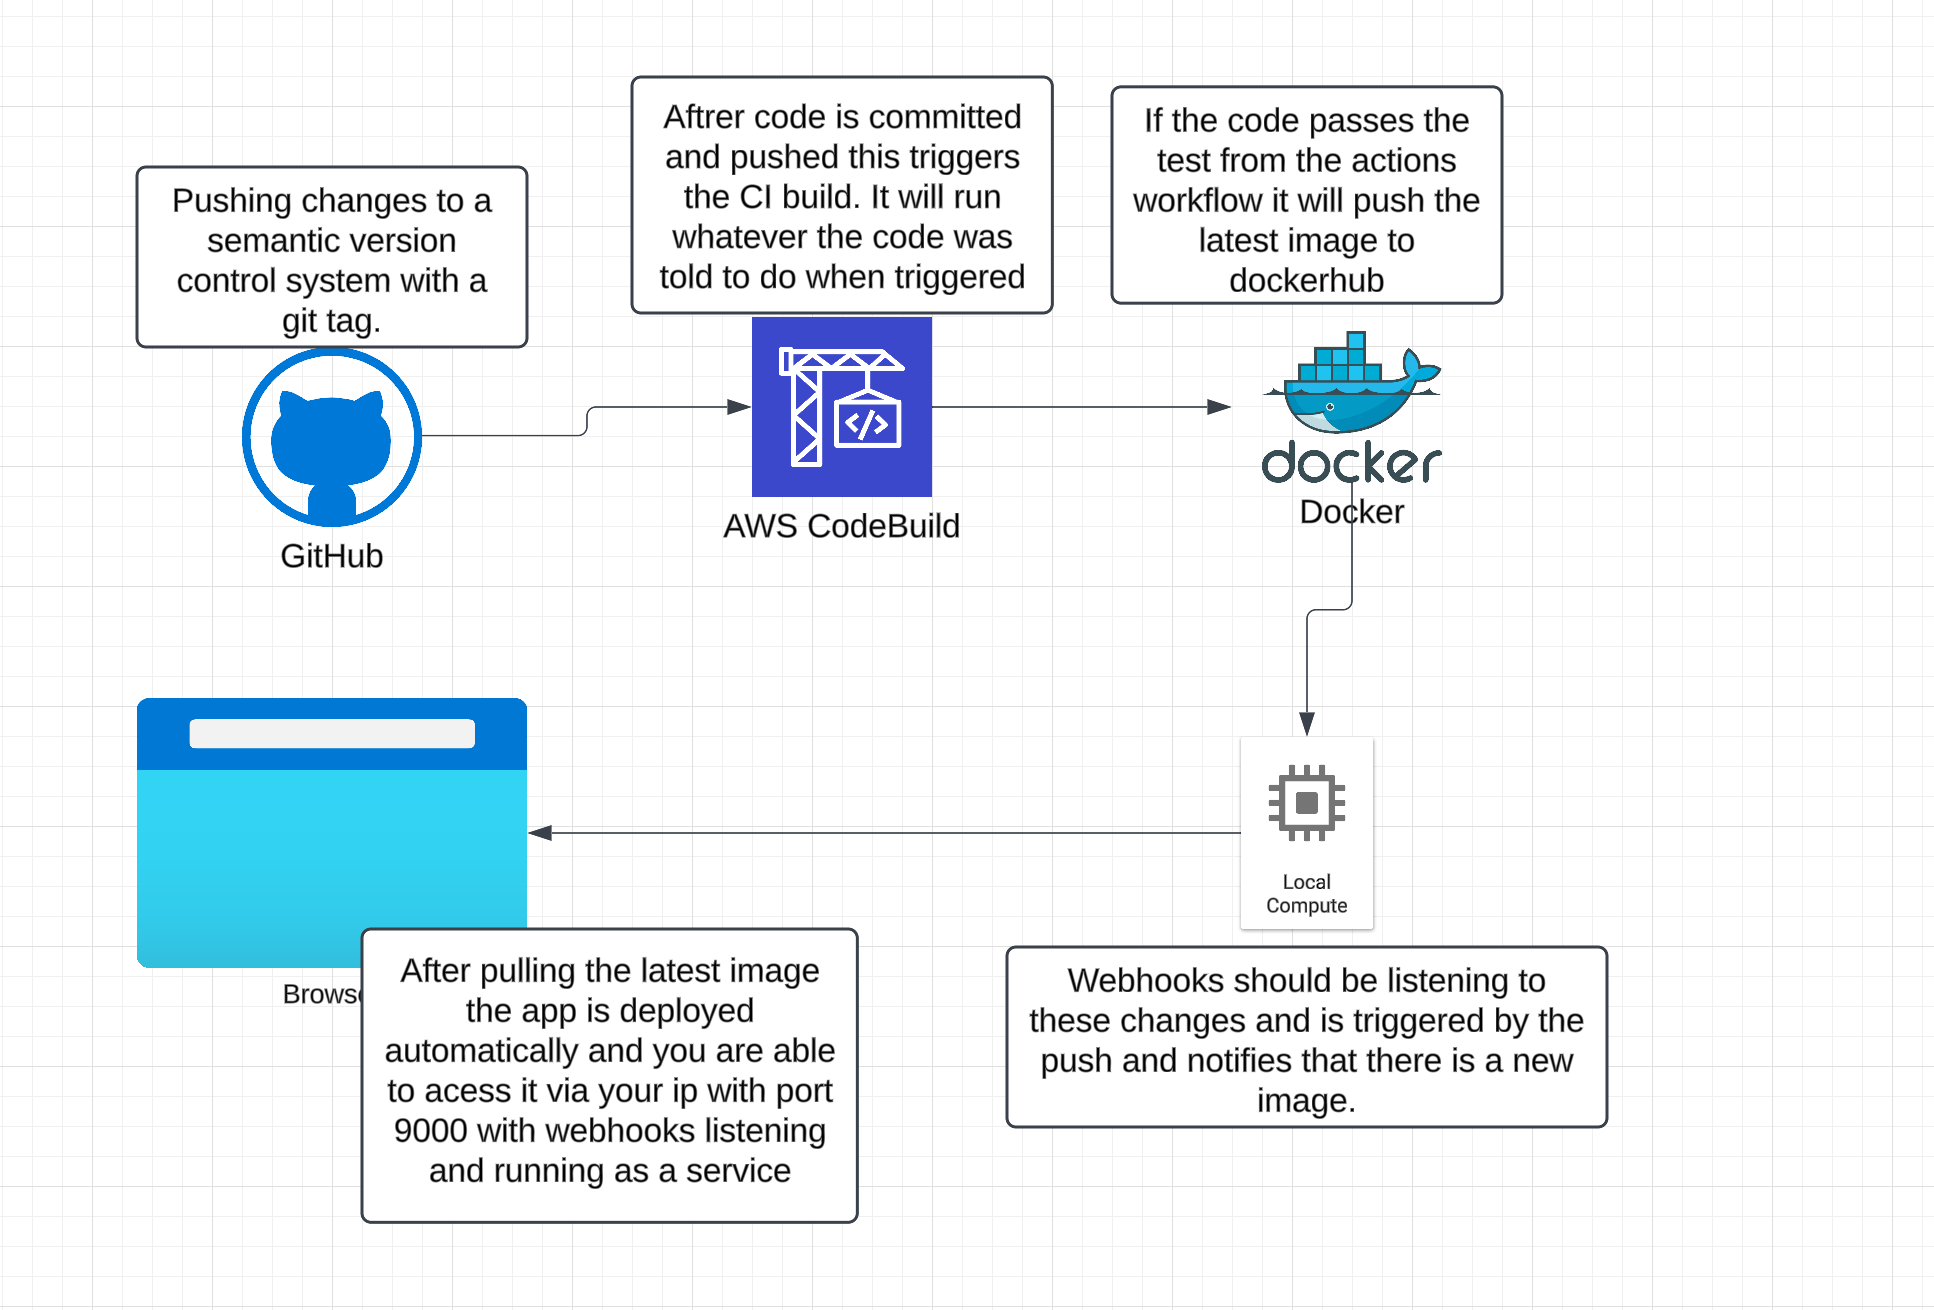 Pushing changes to a
semantic version
control system with a
git tag.
GitHub
Aftrer code is committed
and pushed this triggers
the CI build. It will run
whatever the code was
told to do when triggered
AWS CodeBuild
If the code passes the
test from the actions
workflow it will push the
latest image to
dockerhub
docker
Docker
Local
Compute
Webhooks should be listening to
these changes and is triggered by the
push and notifies that there is a new
image.
Browse
After pulling the latest image
the app is deployed
automatically and you are able
to acess it via your ip with port
9000 with webhooks listening
and running as a service